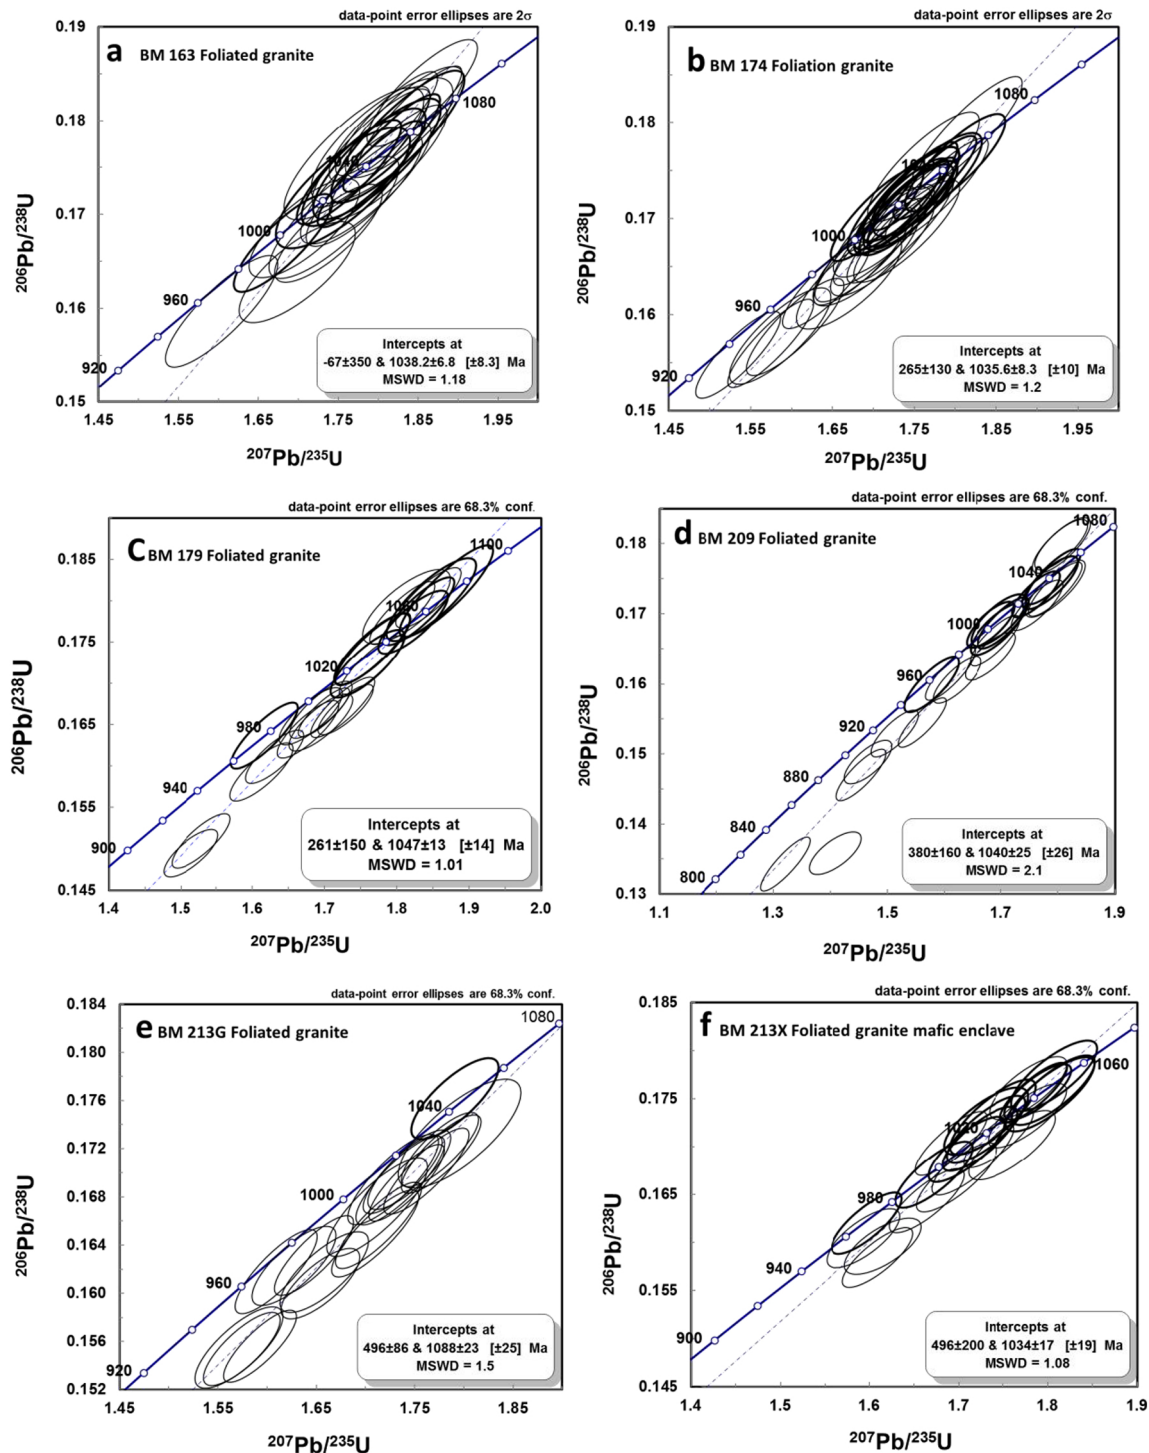 data-point error ellipses are 2σ
a BM 163 Foliated granite
0.19
0.18
0.17
0.16
0.15
206Pb/238U
1080
1000
960
920
Intercepts at
-67±350 & 1038.2±6.8 [±8.3] Ma
MSWD = 1.18
1.45 1.55 1.65 1.75 1.85 1.95
207Pb/235U
data-point error ellipses are 2σ
b BM 174 Foliation granite
0.19
0.18
0.17
0.16
0.15
206Pb/238U
1080
1000
960
920
Intercepts at
265±130 & 1035.6±8.3 [±10] Ma
MSWD = 1.2
1.45 1.55 1.65 1.75 1.85 1.95
207Pb/235U
data-point error ellipses are 68.3% conf.
C BM 179 Foliated granite
0.185
0.175
0.165
0.155
0.145
206Pb/238U
1100
1060
1020
980
940
900
Intercepts at
261±150 & 1047±13 [±14] Ma
MSWD = 1.01
1.4 1.5 1.6 1.7 1.8 1.9 2.0
207Pb/235U
data-point error ellipses are 68.3% conf.
d BM 209 Foliated granite
0.18
0.17
0.16
0.15
0.14
0.13
206Pb/238U
1080
1040
1000
960
920
880
840
800
Intercepts at
380±160 & 1040±25 [±26] Ma
MSWD = 2.1
1.1 1.3 1.5 1.7 1.9
207Pb/235U
data-point error ellipses are 68.3% conf.
e BM 213G Foliated granite
0.184
0.180
0.176
0.172
0.168
0.164
0.160
0.156
0.152
206Pb/238U
1080
1040
1000
960
920
Intercepts at
496±86 & 1088±23 [±25] Ma
MSWD = 1.5
1.45 1.55 1.65 1.75 1.85
207Pb/235U
data-point error ellipses are 68.3% conf.
f BM 213X Foliated granite mafic enclave
0.185
0.175
0.165
0.155
0.145
206Pb/238U
1060
1020
980
940
900
Intercepts at
496±200 & 1034±17 [±19] Ma
MSWD = 1.08
1.4 1.5 1.6 1.7 1.8 1.9
207Pb/235U